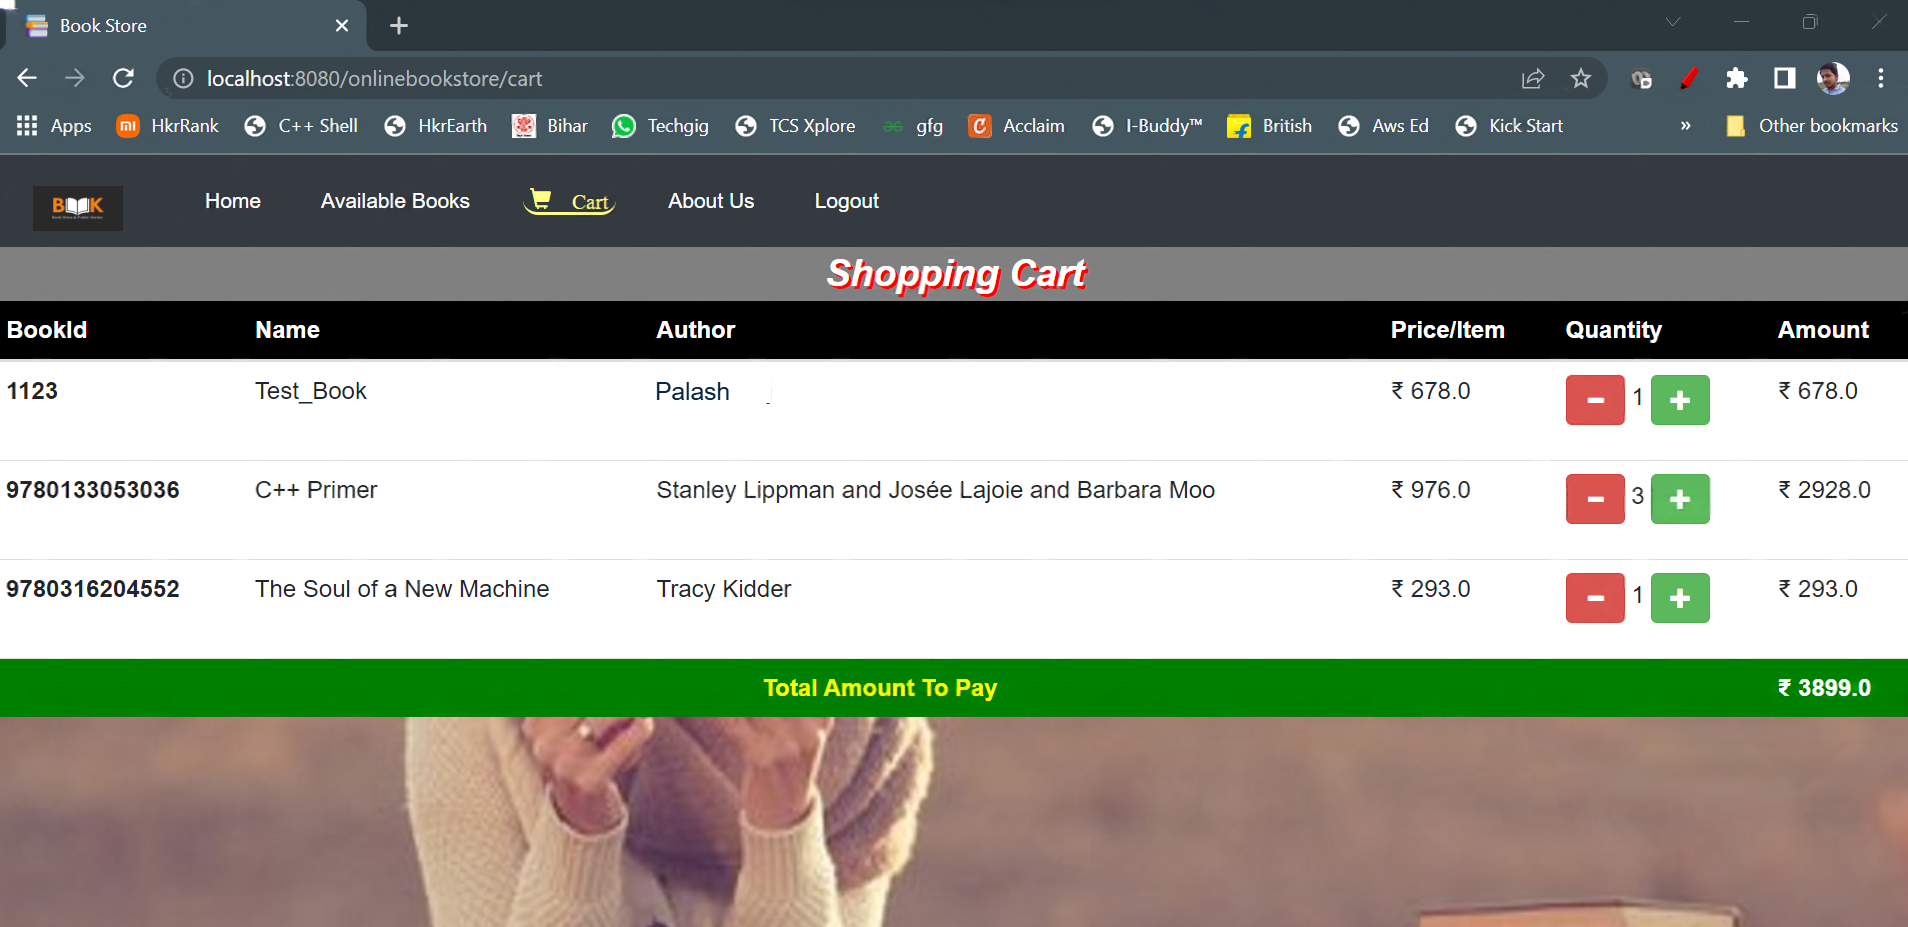 Book Store
localhost:8080/onlinebookstore/cart
Apps HkrRank C++ Shell HkrEarth Bihar Techgig TCS Xplore gfg Acclaim I-Buddy™ British Aws Ed Kick Start » Other bookmarks
BOOK Home Available Books Cart About Us Logout
Shopping Cart
BookId Name Author Price/Item Quantity Amount
1123 Test_Book Palash ₹ 678.0 1 ₹ 678.0
9780133053036 C++ Primer Stanley Lippman and Josée Lajoie and Barbara Moo ₹ 976.0 3 ₹ 2928.0
9780316204552 The Soul of a New Machine Tracy Kidder ₹ 293.0 1 ₹ 293.0
Total Amount To Pay ₹ 3899.0